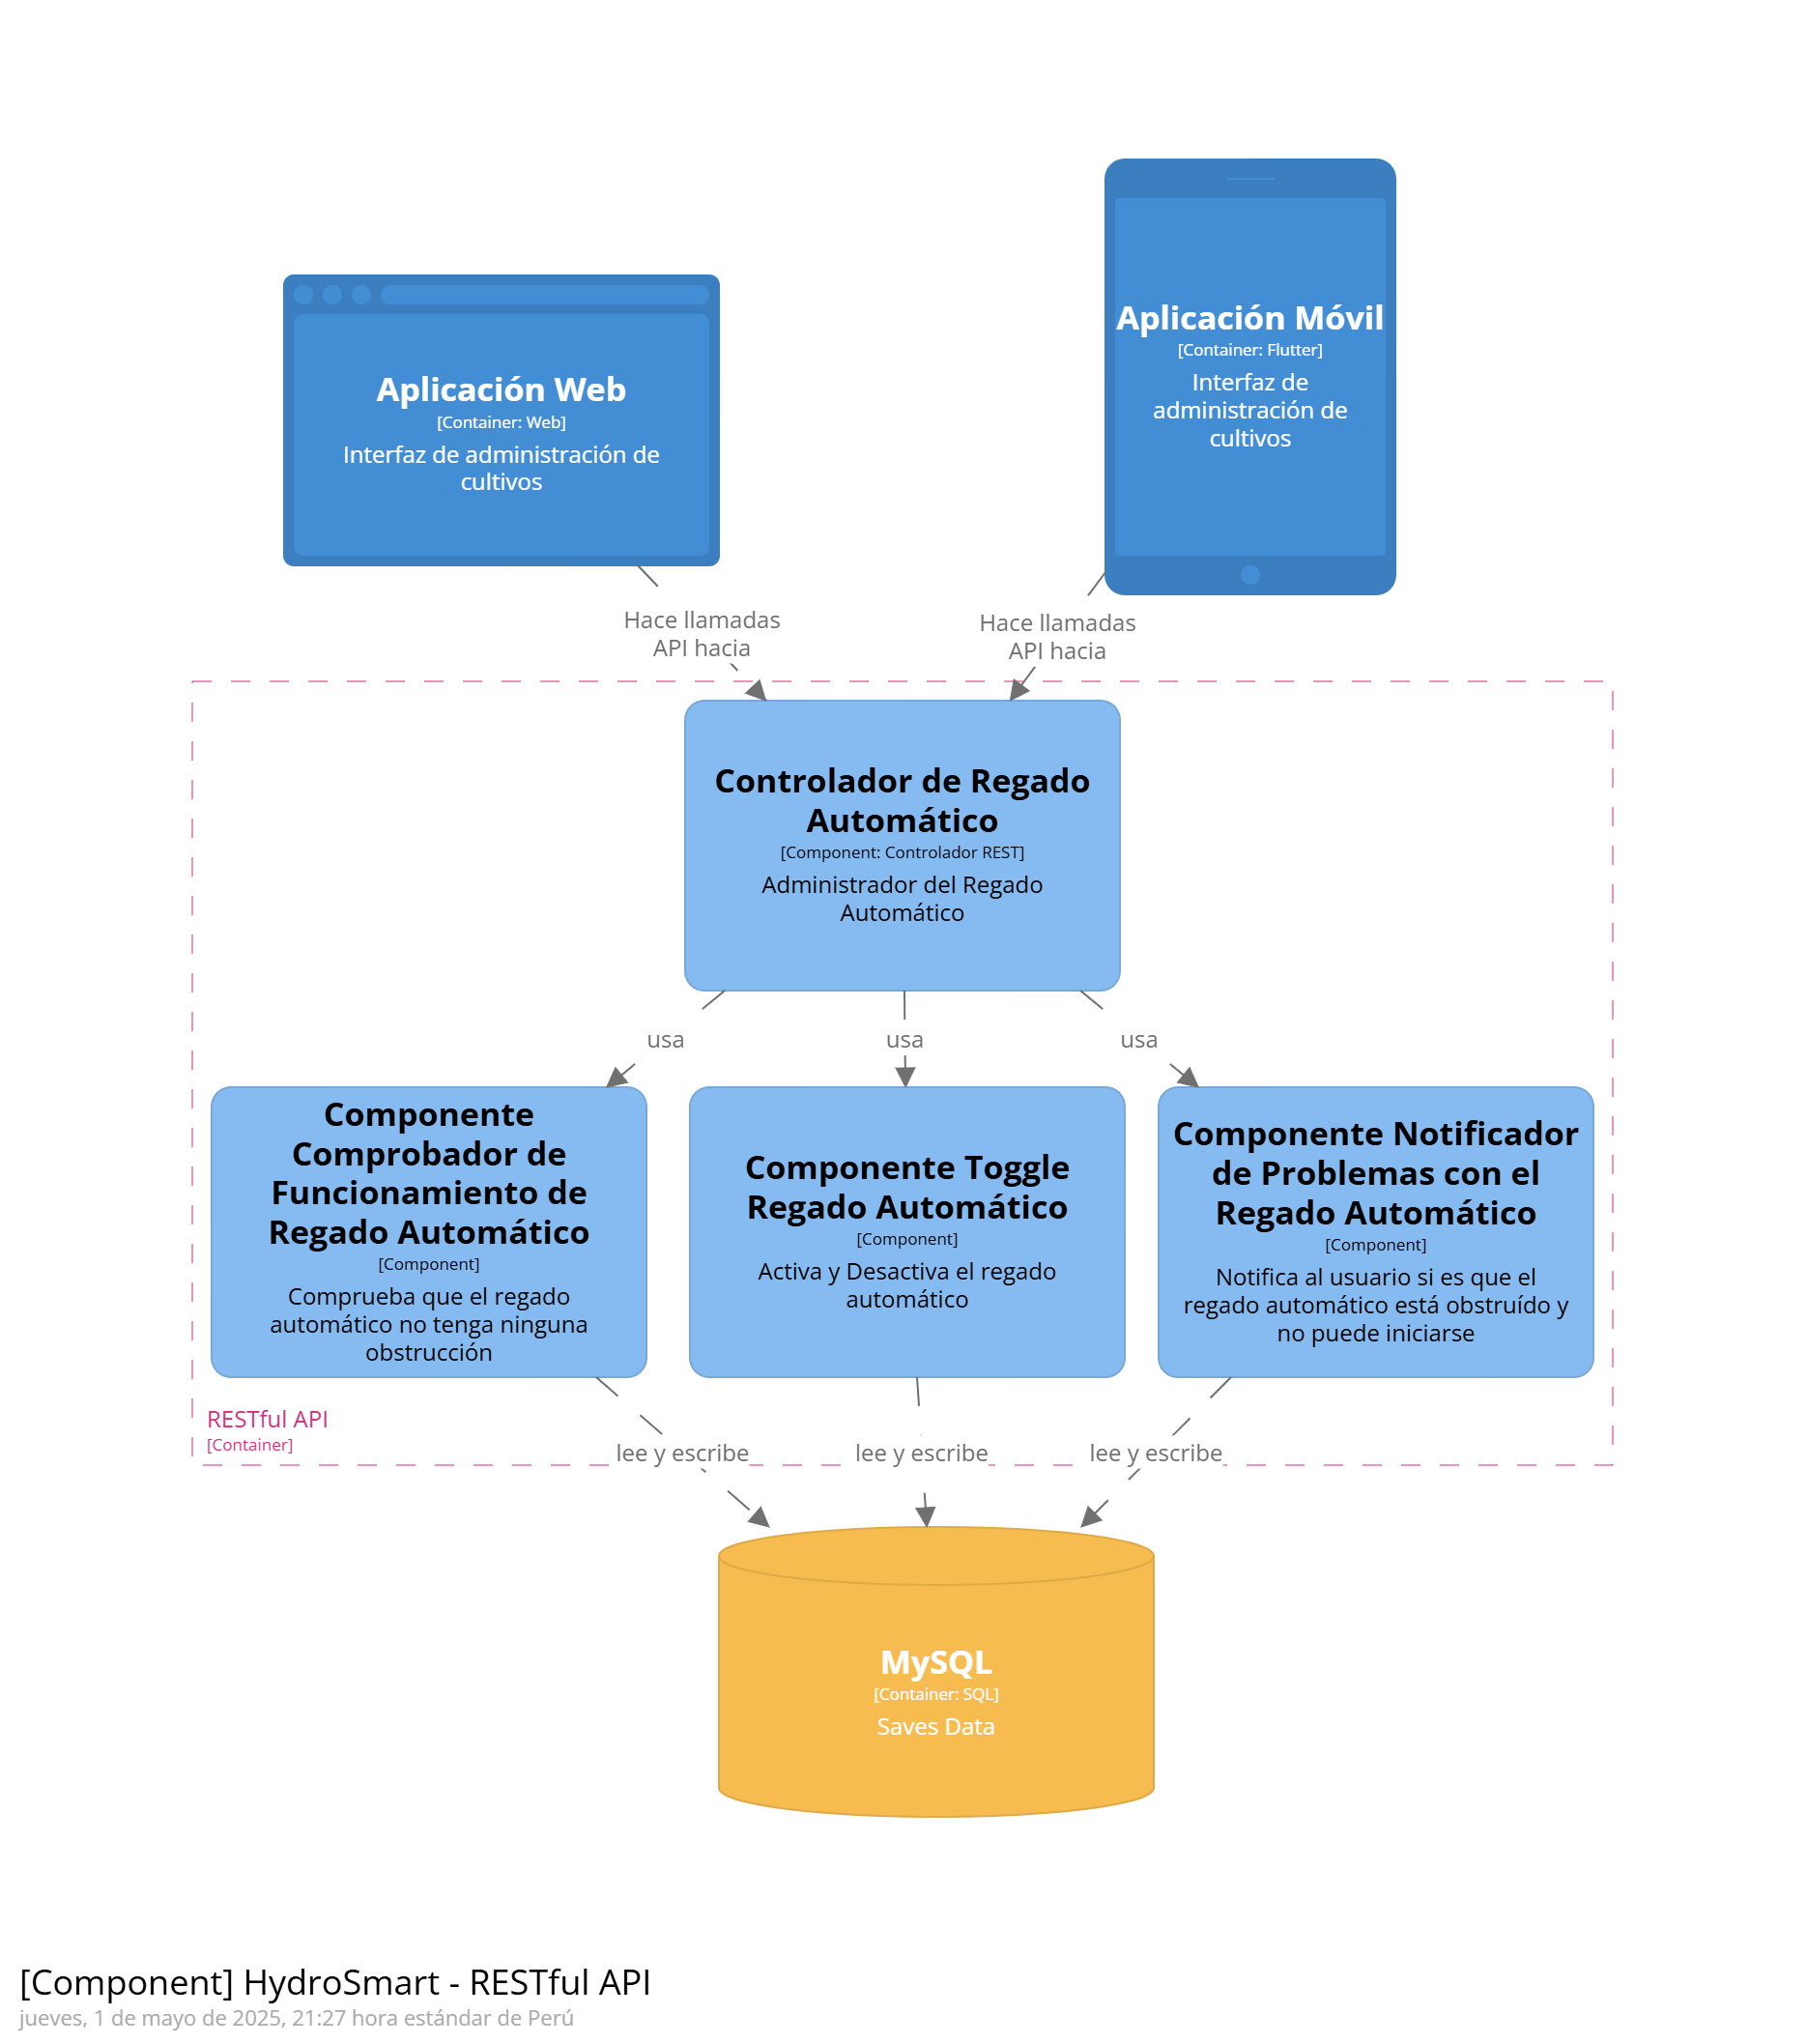 Aplicación Web
[Container: Web]
Interfaz de administración de
cultivos
Aplicación Móvil
[Container: Flutter]
Interfaz de
administración de
cultivos
Hace llamadas
API hacia
Hace llamadas
API hacia
Controlador de Regado
Automático
[Component: Controlador REST]
Administrador del Regado
Automático
usa
usa
usa
Componente
Comprobador de
Funcionamiento de
Regado Automático
[Component]
Comprueba que el regado
automático no tenga ninguna
obstrucción
Componente Toggle
Regado Automático
[Component]
Activa y Desactiva el regado
automático
Componente Notificador
de Problemas con el
Regado Automático
[Component]
Notifica al usuario si es que el
regado automático está obstruído y
no puede iniciarse
RESTful API
[Container]
lee y escribe
lee y escribe
lee y escribe
MySQL
[Container: SQL]
Saves Data
[Component] HydroSmart - RESTful API
jueves, 1 de mayo de 2025, 21:27 hora estándar de Perú